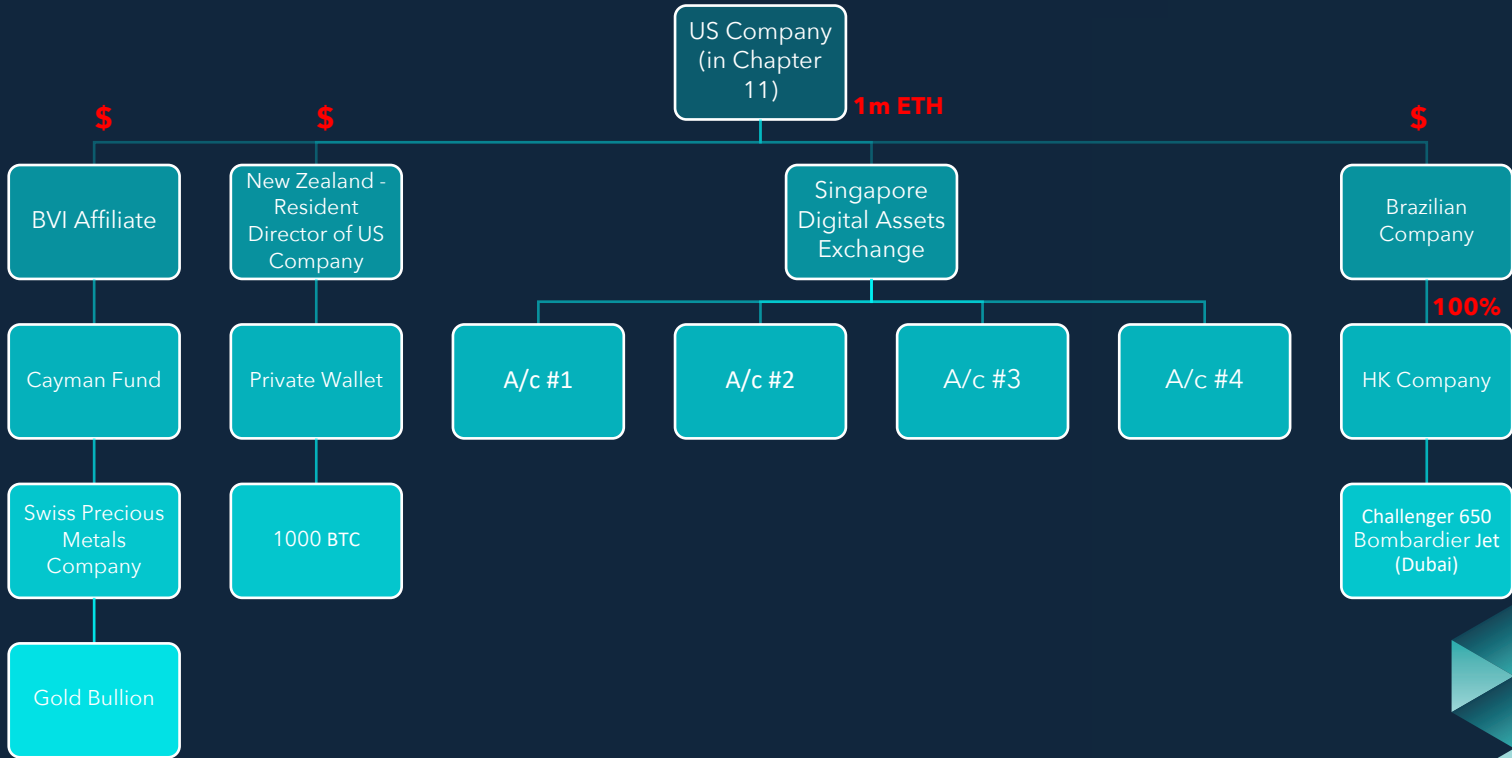 US Company
(in Chapter
11)
1m ETH
$
$
$
BVI Affiliate
New Zealand -
Resident
Director of US
Company
Singapore
Digital Assets
Exchange
Brazilian
Company
100%
Cayman Fund
Private Wallet
A/c #1
A/c #2
A/c #3
A/c #4
HK Company
Swiss Precious
Metals
Company
1000 BTC
Challenger 650
Bombardier Jet
(Dubai)
Gold Bullion